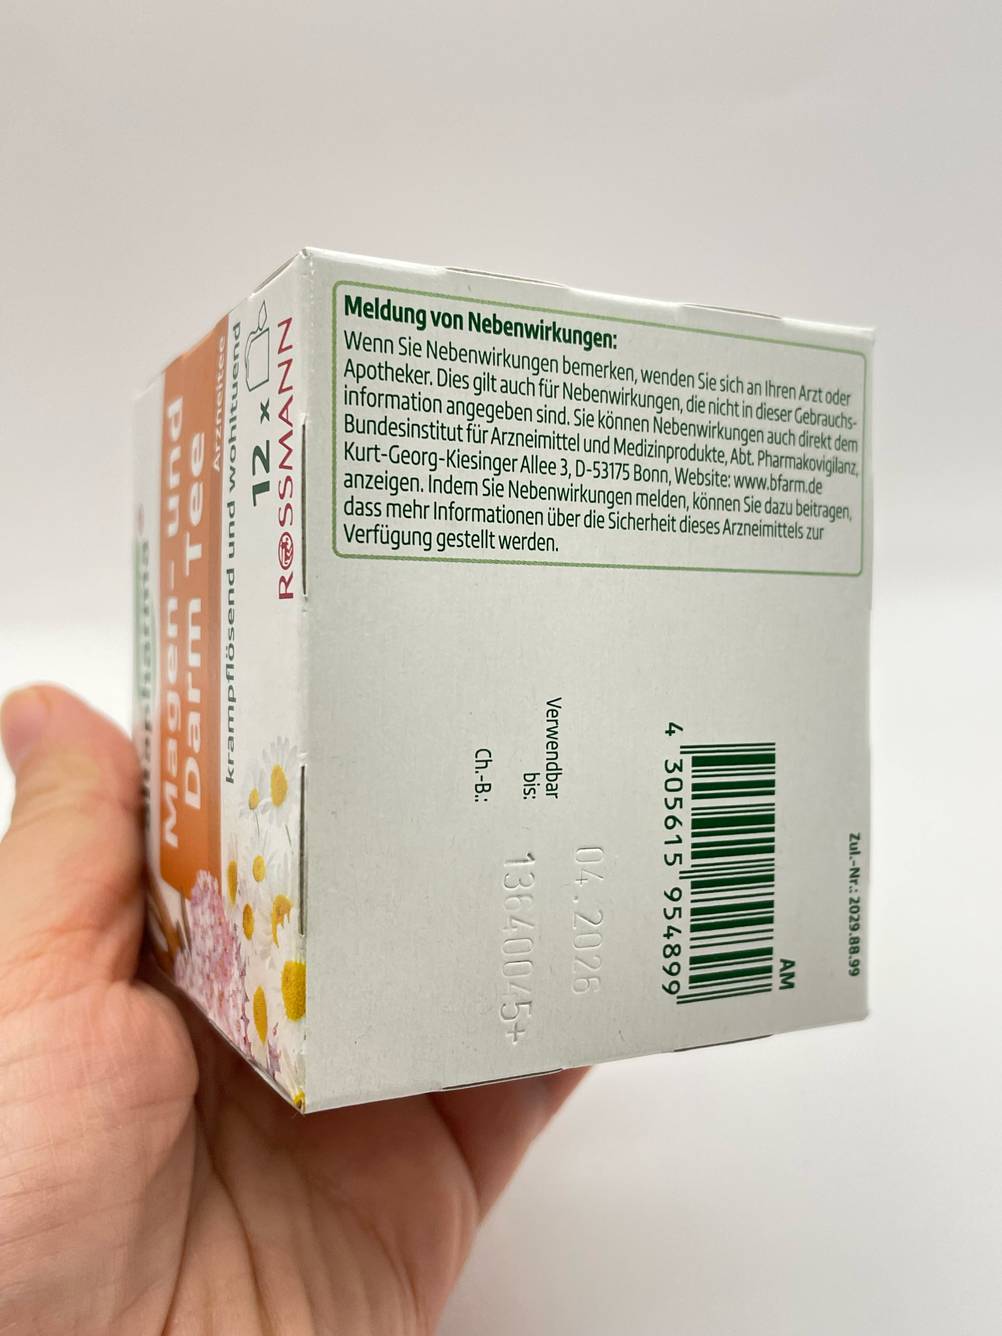 Magen- und
Darm Tee
Arzneitee
krampflösend und wohltuend
12 x
ROSSMANN
Meldung von Nebenwirkungen:
Wenn Sie Nebenwirkungen bemerken, wenden Sie sich an Ihren Arzt oder
Apotheker. Dies gilt auch für Nebenwirkungen, die nicht in dieser Gebrauchs-
information angegeben sind. Sie können Nebenwirkungen auch direkt dem
Bundesinstitut für Arzneimittel und Medizinprodukte, Abt. Pharmakovigilanz,
Kurt-Georg-Kiesinger Allee 3, D-53175 Bonn, Website: www.bfarm.de
anzeigen. Indem Sie Nebenwirkungen melden, können Sie dazu beitragen,
dass mehr Informationen über die Sicherheit dieses Arzneimittels zur
Verfügung gestellt werden.
Verwendbar
bis:
04.2026
Ch.-B.:
13640045+
4 305615 954899
AM
Zul.-Nr.: 2029.88.99